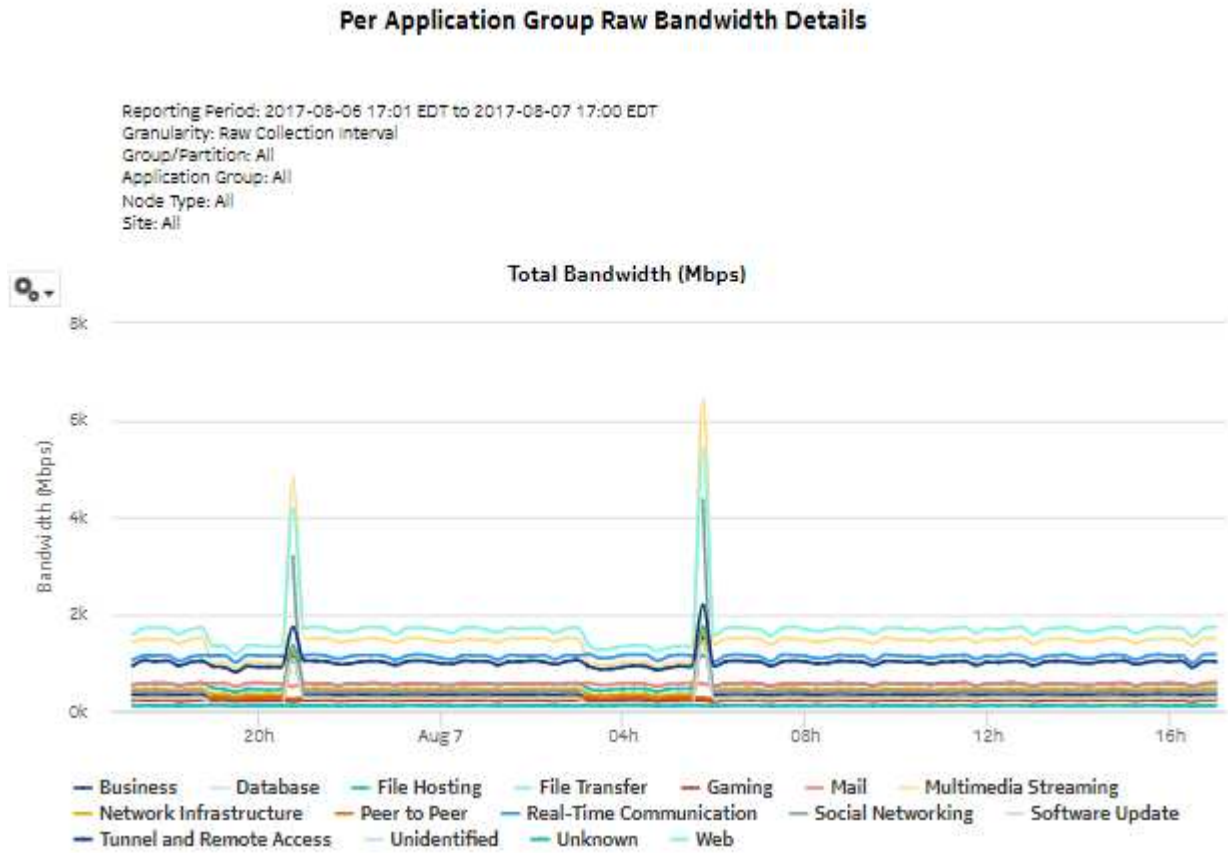 Per Application Group Raw Bandwidth Details
Reporting Period: 2017-08-06 17:01 EDT to 2017-08-07 17:00 EDT
Granularity: Raw Collection Interval
Group/Partition: All
Application Group: All
Node Type: All
Site: All
Total Bandwidth (Mbps)
Bandwidth (Mbps)
8k
6k
4k
2k
0k
20h Aug 7 04h 08h 12h 16h
Business Database File Hosting File Transfer Gaming Mail Multimedia Streaming
Network Infrastructure Peer to Peer Real-Time Communication Social Networking Software Update
Tunnel and Remote Access Unidentified Unknown Web